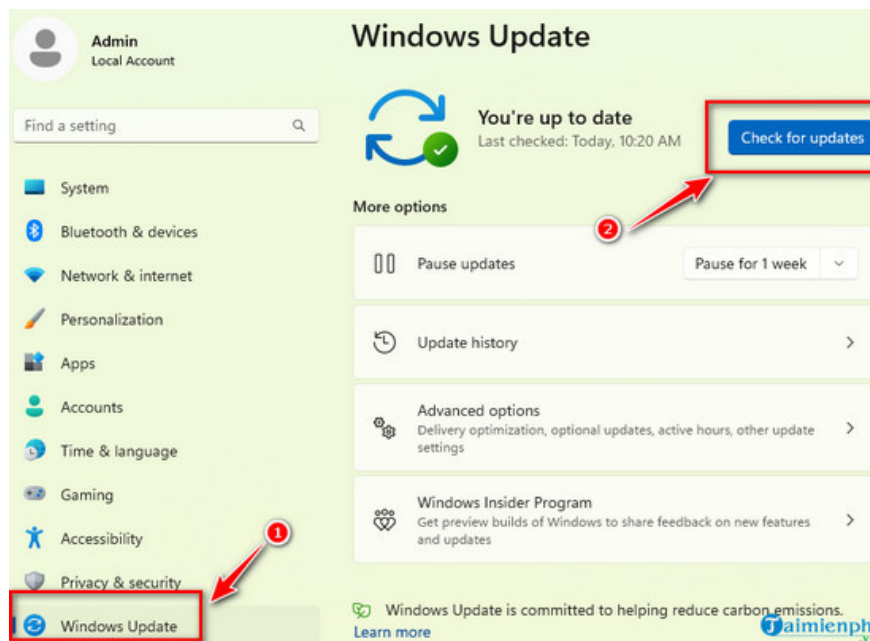 Admin
Local Account
Find a setting
System
Bluetooth & devices
Network & internet
Personalization
Apps
Accounts
Time & language
Gaming
Accessibility
1
Privacy & security
Windows Update
Windows Update
You're up to date
Last checked: Today, 10:20 AM
Check for updates
2
More options
Pause updates
Pause for 1 week
Update history
Advanced options
Delivery optimization, optional updates, active hours, other update
settings
Windows Insider Program
Get preview builds of Windows to share feedback on new features
and updates
Windows Update is committed to helping reduce carbon emissions.
Learn more
Taimienph